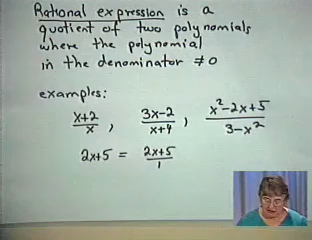 Rational expression is a
quotient of two polynomials
where the polynomial
in the denominator ≠0
examples:
x+2/x , 3x-2/x+4 , x²-2x+5/3-x²
2x+5 = 2x+5/1